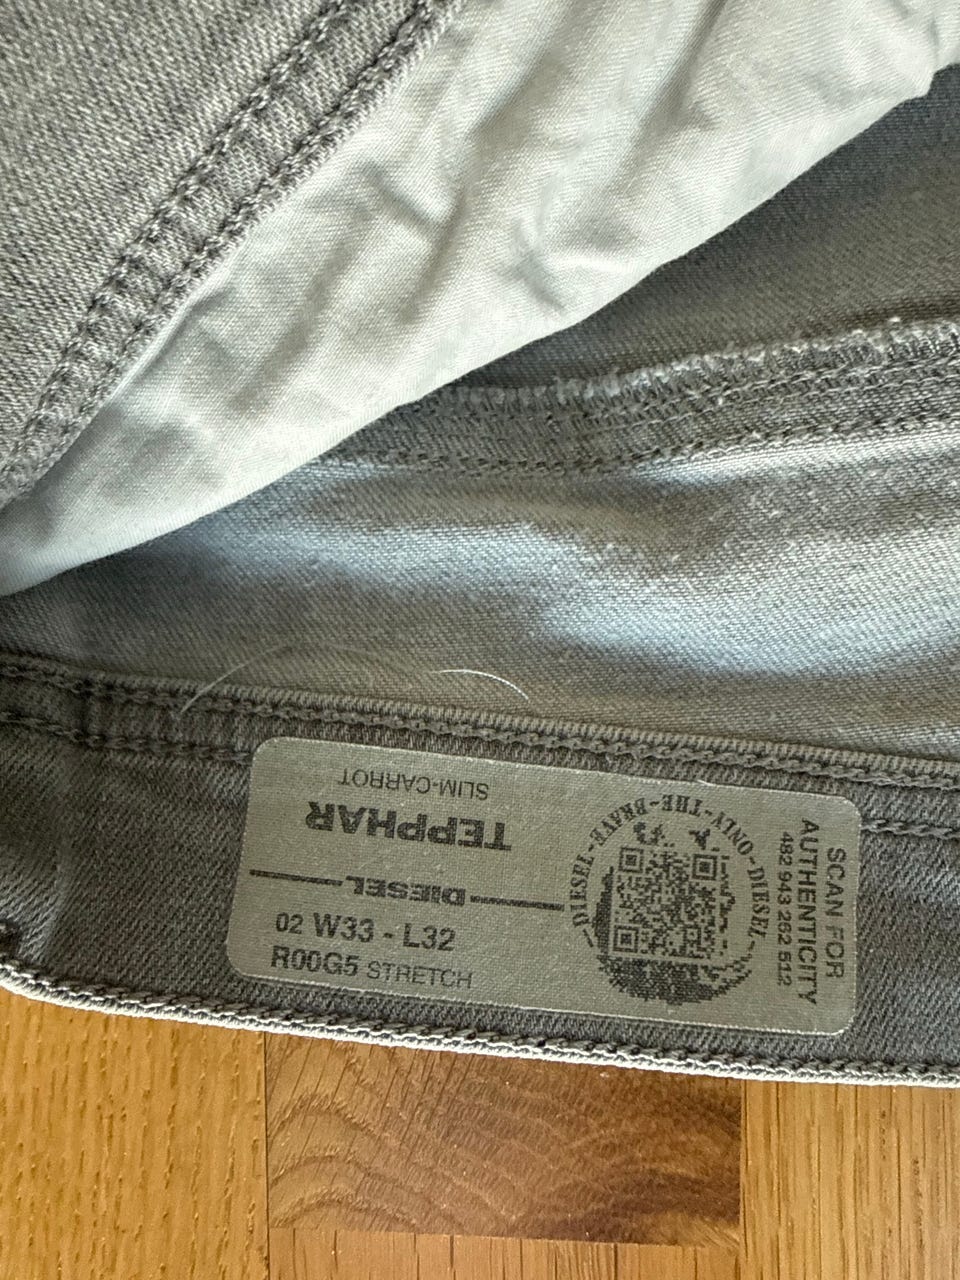 SLIM-CARROT
TEPPHAR
DIESEL
02 W33 - L32
R00G5 STRETCH
DIESEL-ONLY-THE-BRAVE-DIESEL
SCAN FOR
AUTHENTICITY
482 943 262 512